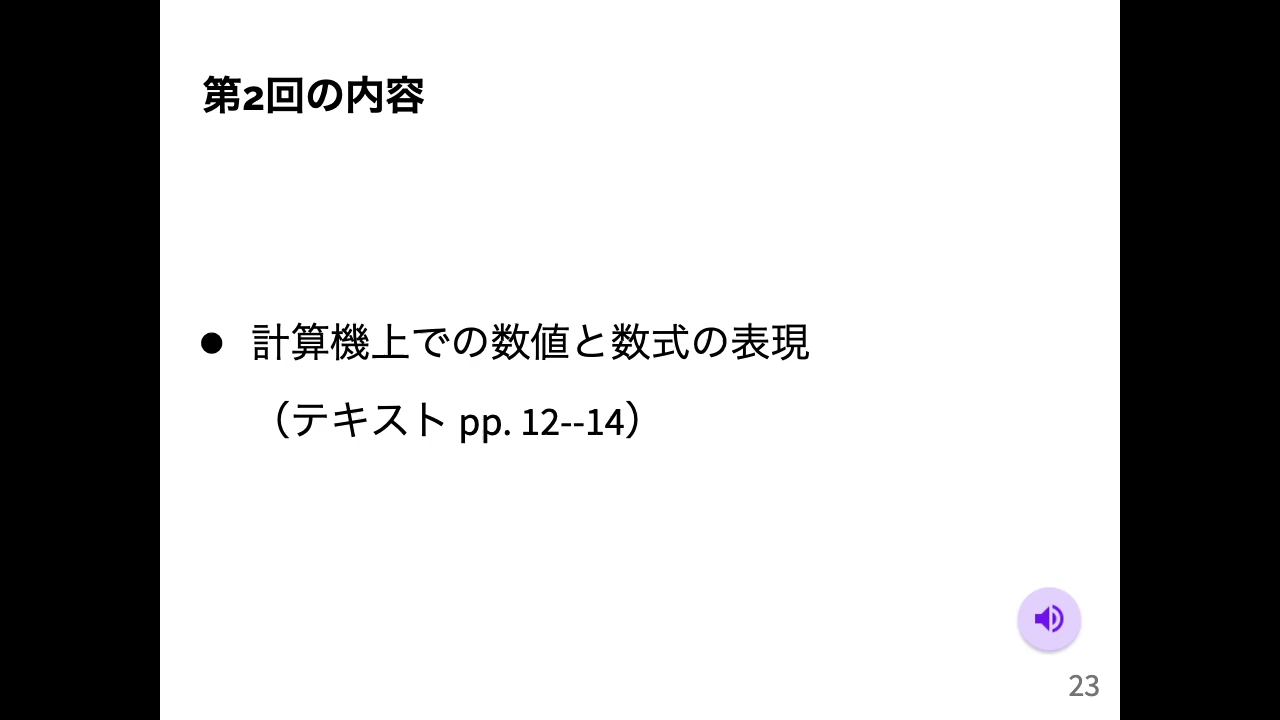 第2回の内容
● 計算機上での数値と数式の表現
（テキスト pp. 12--14）
23